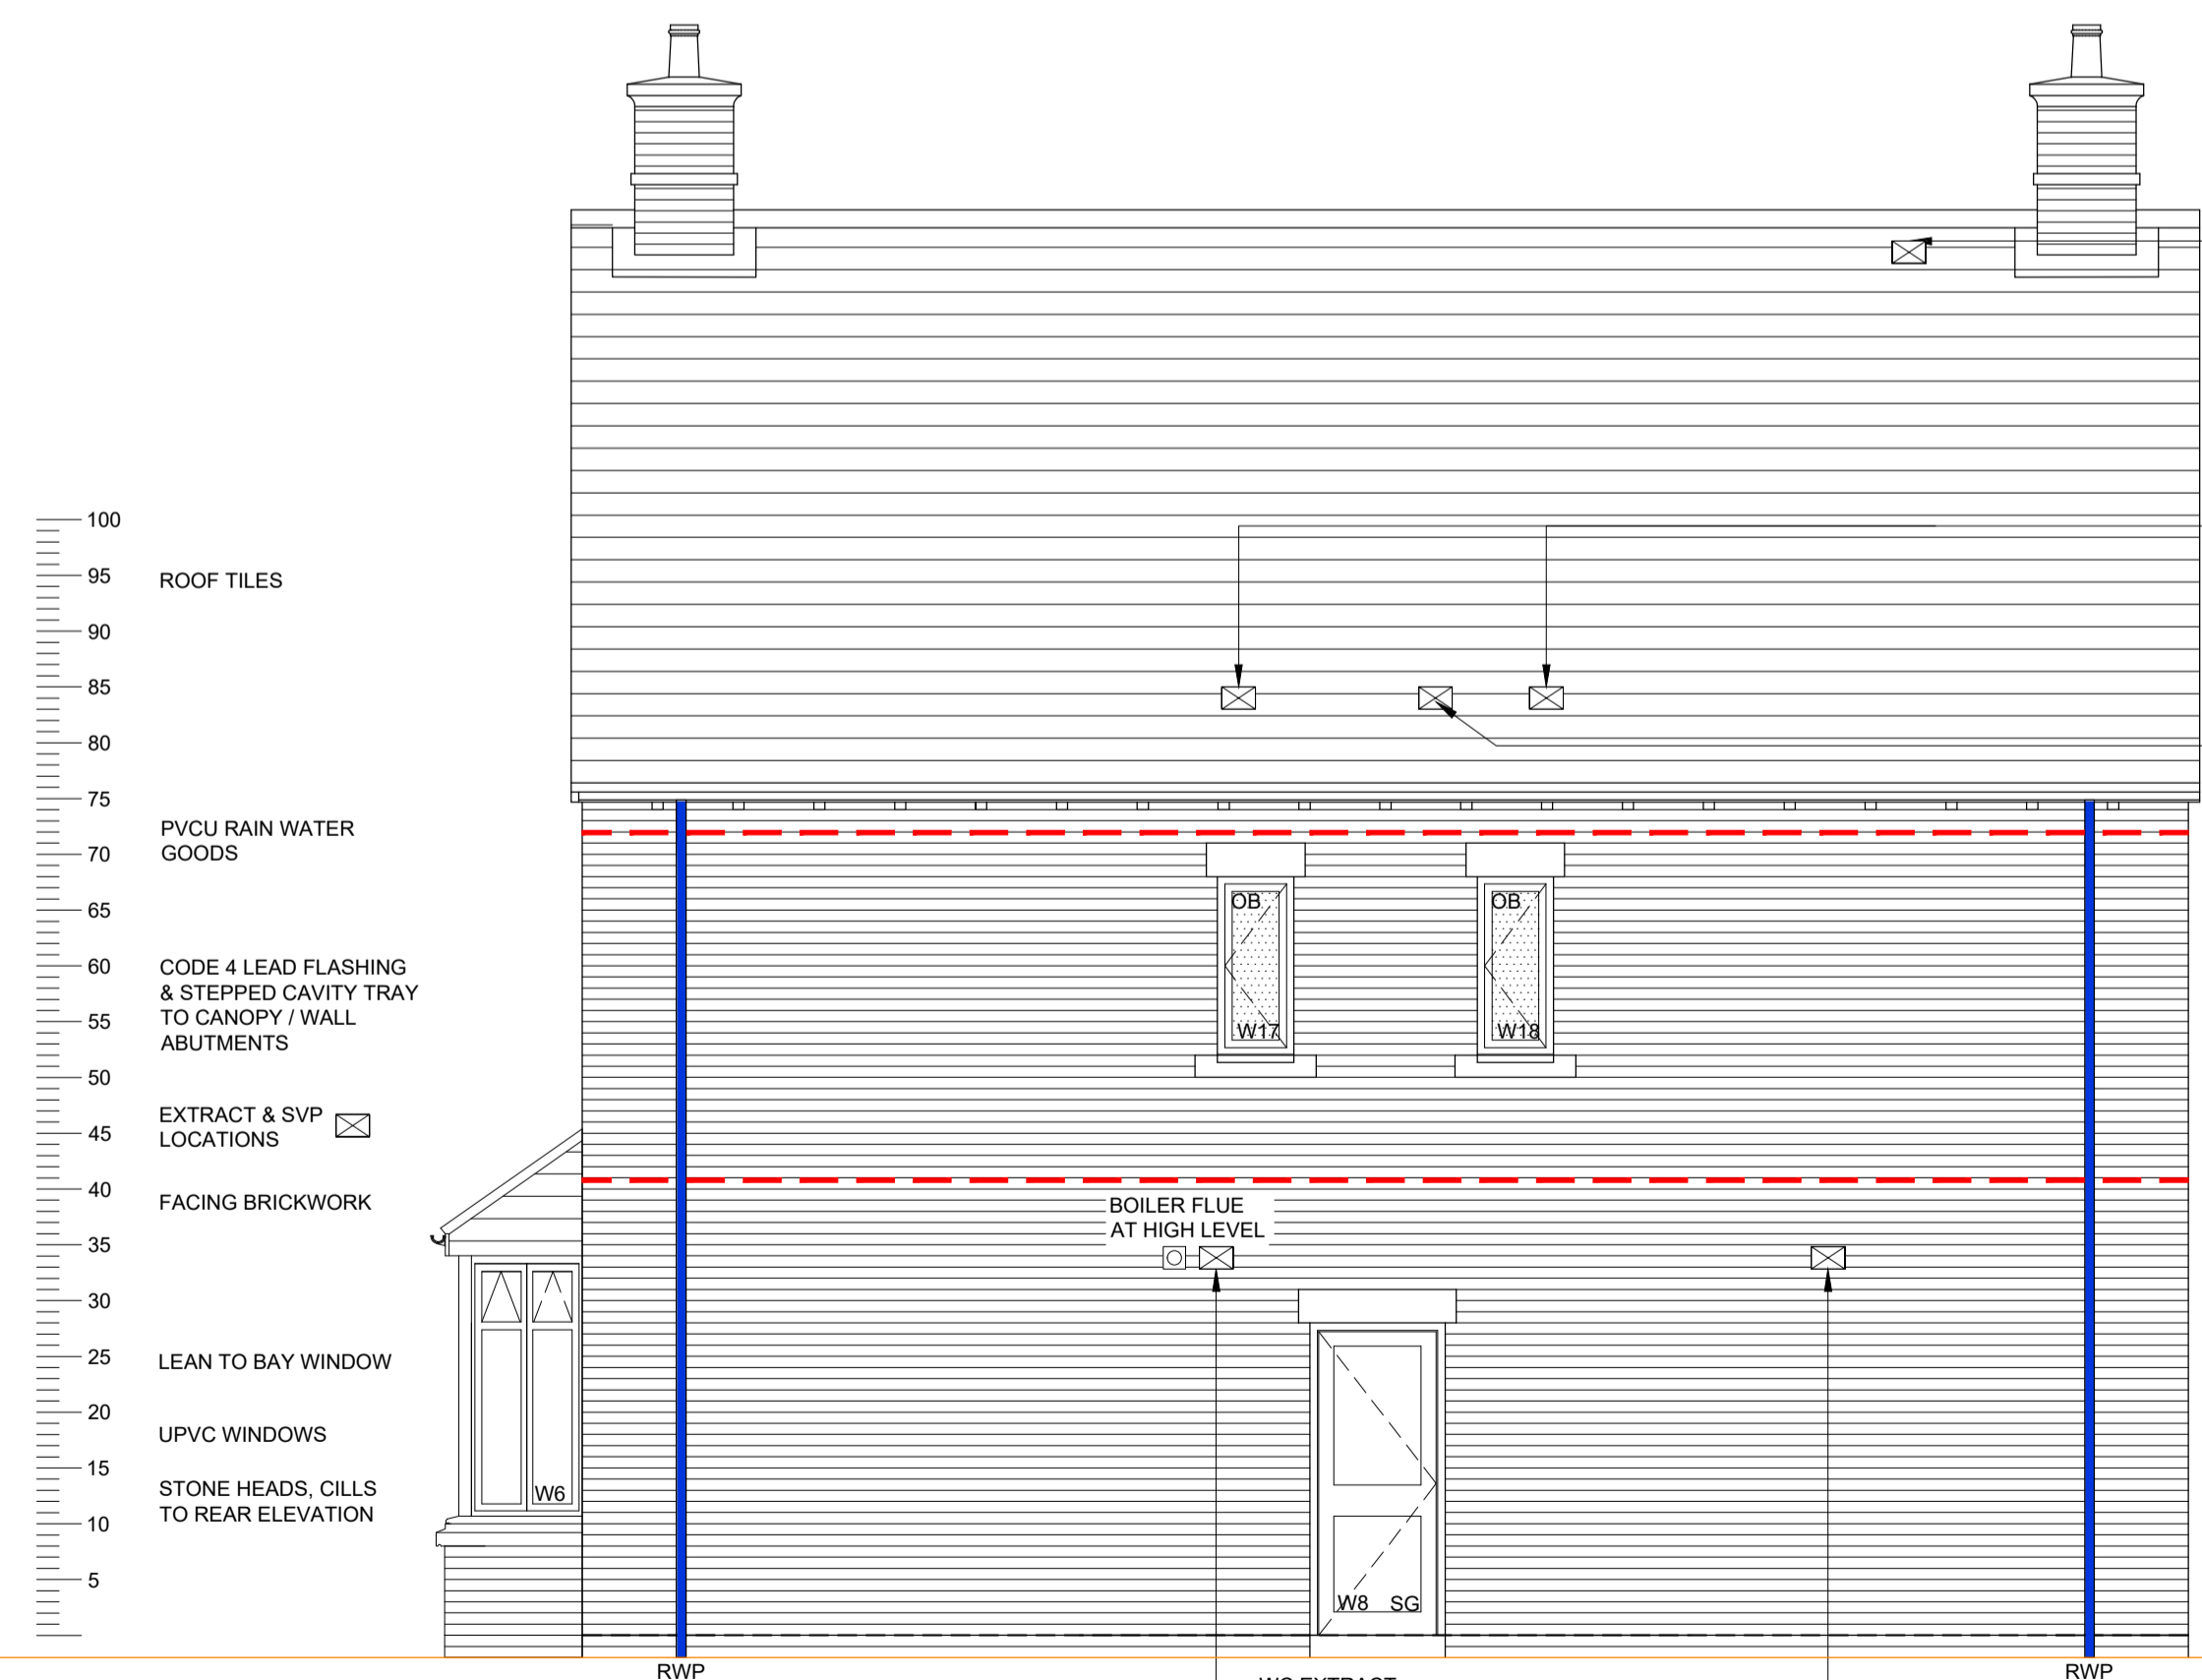 100
95
ROOF TILES
90
85
80
75
PVCU RAIN WATER
GOODS
70
65
OB
OB
60
CODE 4 LEAD FLASHING
& STEPPED CAVITY TRAY
TO CANOPY / WALL
ABUTMENTS
55
W17
W18
50
EXTRACT & SVP
LOCATIONS
45
40
FACING BRICKWORK
BOILER FLUE
AT HIGH LEVEL
35
30
25
LEAN TO BAY WINDOW
20
UPVC WINDOWS
15
STONE HEADS, CILLS
TO REAR ELEVATION
W6
10
5
W8 SG
RWP
WC EXTRACT
RWP